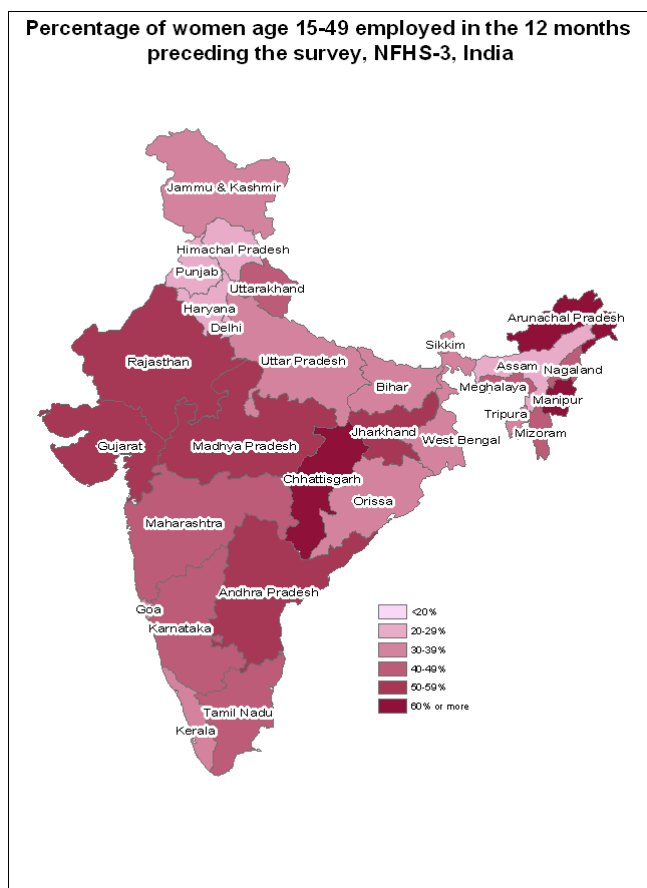 Percentage of women age 15-49 employed in the 12 months
preceding the survey, NFHS-3, India
Jammu & Kashmir
Himachal Pradesh
Punjab
Uttarakhand
Haryana
Delhi
Arunachal Pradesh
Sikkim
Rajasthan
Uttar Pradesh
Assam
Nagaland
Bihar
Meghalaya
Manipur
Tripura
Jharkhand
Mizoram
Gujarat
Madhya Pradesh
West Bengal
Chhattisgarh
Orissa
Maharashtra
Andhra Pradesh
Goa
Karnataka
Tamil Nadu
Kerala
<20%
20-29%
30-39%
40-49%
50-59%
60% or more